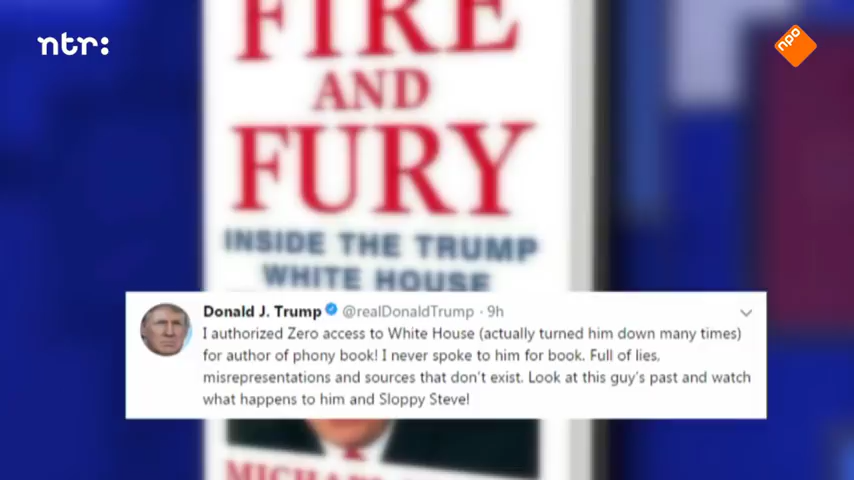 ntr:
npo
FIRE
AND
FURY
INSIDE THE TRUMP
WHITE HOUSE
Donald J. Trump @realDonaldTrump · 9h
I authorized Zero access to White House (actually turned him down many times)
for author of phony book! I never spoke to him for book. Full of lies,
misrepresentations and sources that don't exist. Look at this guy's past and watch
what happens to him and Sloppy Steve!